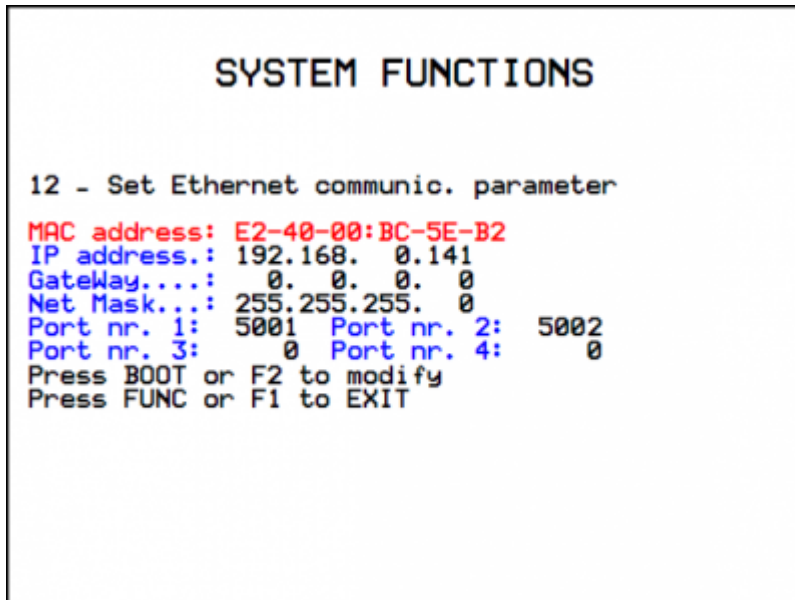 SYSTEM FUNCTIONS
12 - Set Ethernet communic. parameter
MAC address: E2-40-00:BC-5E-B2
IP address.: 192.168.  0.141
GateWay....:   0.  0.  0.  0
Net Mask...: 255.255.255.  0
Port nr. 1:  5001  Port nr. 2:  5002
Port nr. 3:     0  Port nr. 4:     0
Press BOOT or F2 to modify
Press FUNC or F1 to EXIT